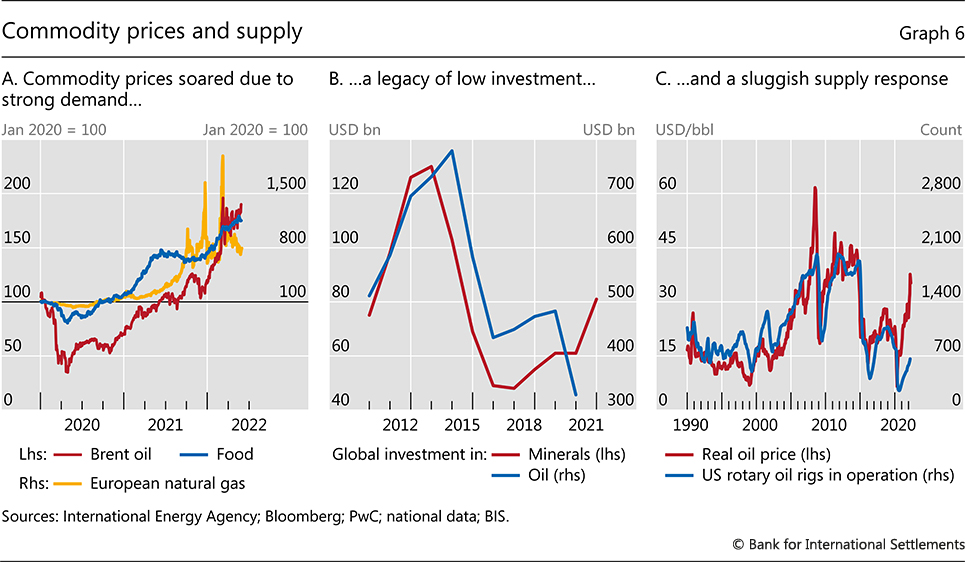 Commodity prices and supply
Graph 6
A. Commodity prices soared due to
strong demand…
B. …a legacy of low investment…
C. …and a sluggish supply response
Jan 2020 = 100
Jan 2020 = 100
200
150
100
50
0
1,500
800
100
2020
2021
2022
Lhs:
Brent oil
Food
Rhs:
European natural gas
USD bn
USD bn
120
100
80
60
40
700
600
500
400
300
2012
2015
2018
2021
Global investment in:
Minerals (lhs)
Oil (rhs)
USD/bbl
Count
60
45
30
15
0
2,800
2,100
1,400
700
0
1990
2000
2010
2020
Real oil price (lhs)
US rotary oil rigs in operation (rhs)
Sources: International Energy Agency; Bloomberg; PwC; national data; BIS.
© Bank for International Settlements